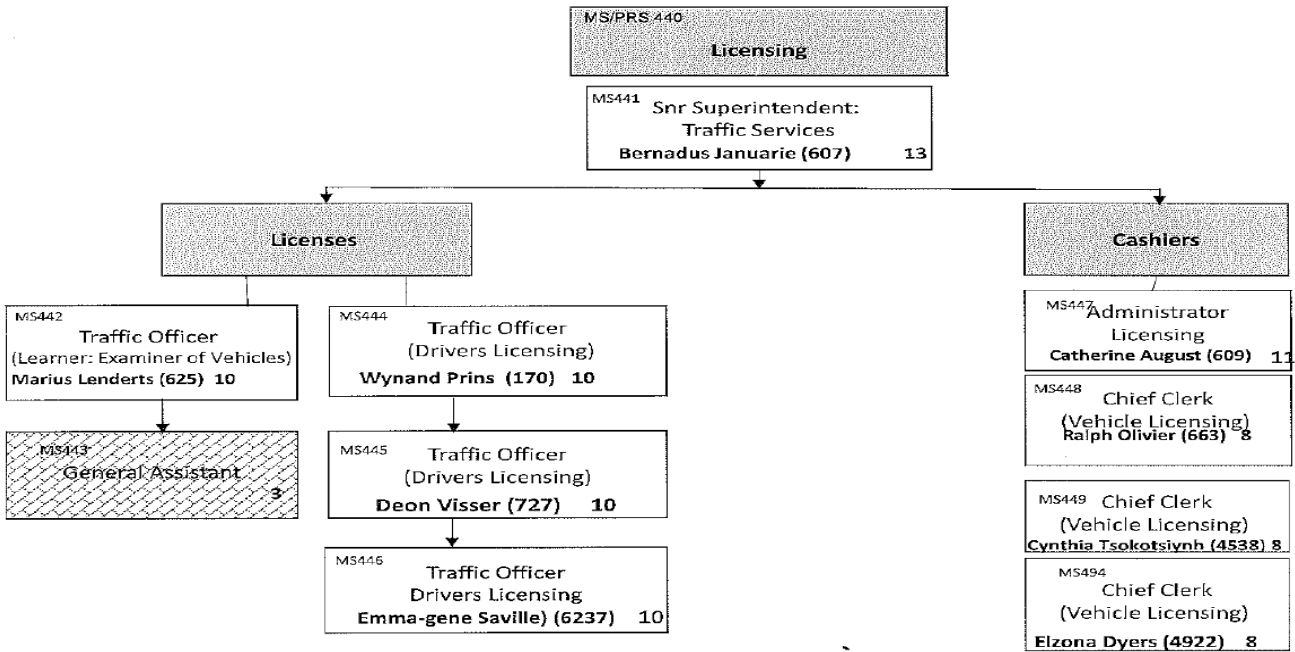 MS/PRS 440
Licensing
MS441
Snr Superintendent:
Traffic Services
Bernadus Januarie (607) 13
Licenses
Cashiers
MS442
Traffic Officer
(Learner: Examiner of Vehicles)
Marius Lenderts (625) 10
MS443
General Assistant
3
MS444
Traffic Officer
(Drivers Licensing)
Wynand Prins (170) 10
MS445
Traffic Officer
(Drivers Licensing)
Deon Visser (727) 10
MS446
Traffic Officer
Drivers Licensing
Emma-gene Saville) (6237) 10
MS447
Administrator
Licensing
Catherine August (609) 11
MS448
Chief Clerk
(Vehicle Licensing)
Ralph Olivier (663) 8
MS449 Chief Clerk
(Vehicle Licensing)
Cynthia Tsokotsiynh (4538) 8
MS494
Chief Clerk
(Vehicle Licensing)
Elzona Dyers (4922) 8